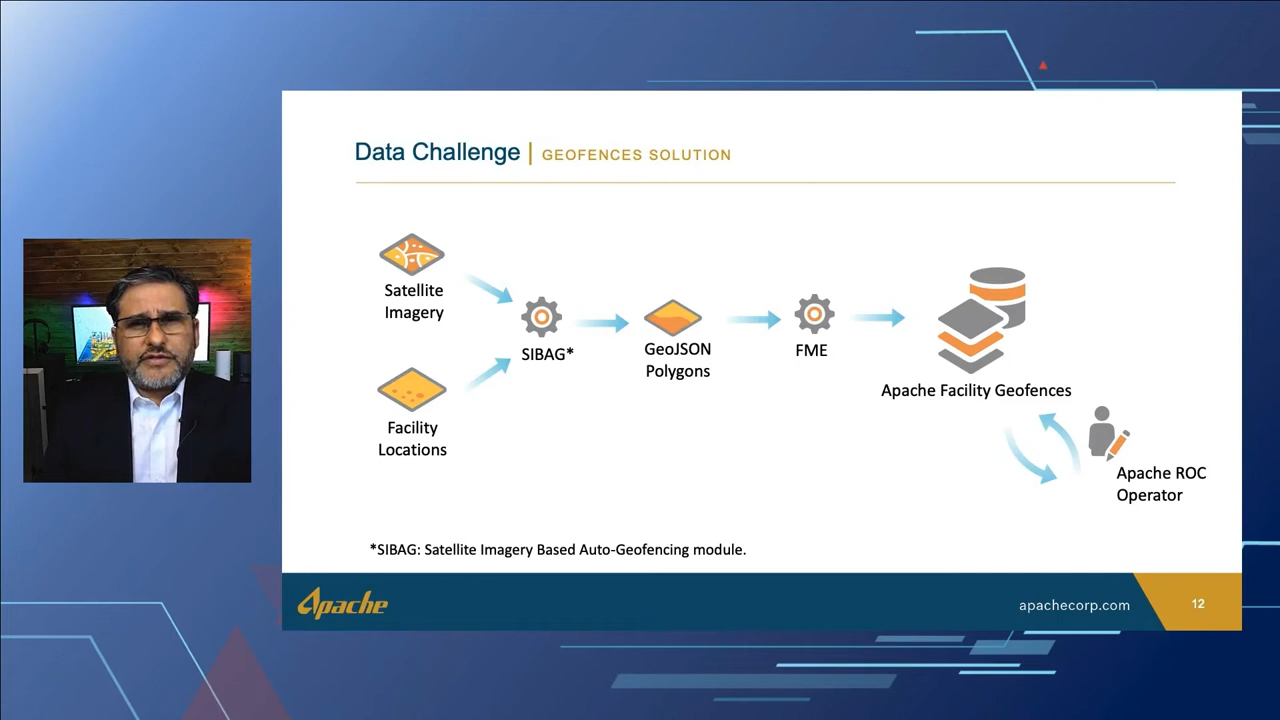 Data Challenge | GEOFENCES SOLUTION
Satellite
Imagery
SIBAG*
GeoJSON
Polygons
FME
Apache Facility Geofences
Facility
Locations
Apache ROC
Operator
*SIBAG: Satellite Imagery Based Auto-Geofencing module.
Apache
apachecorp.com
12